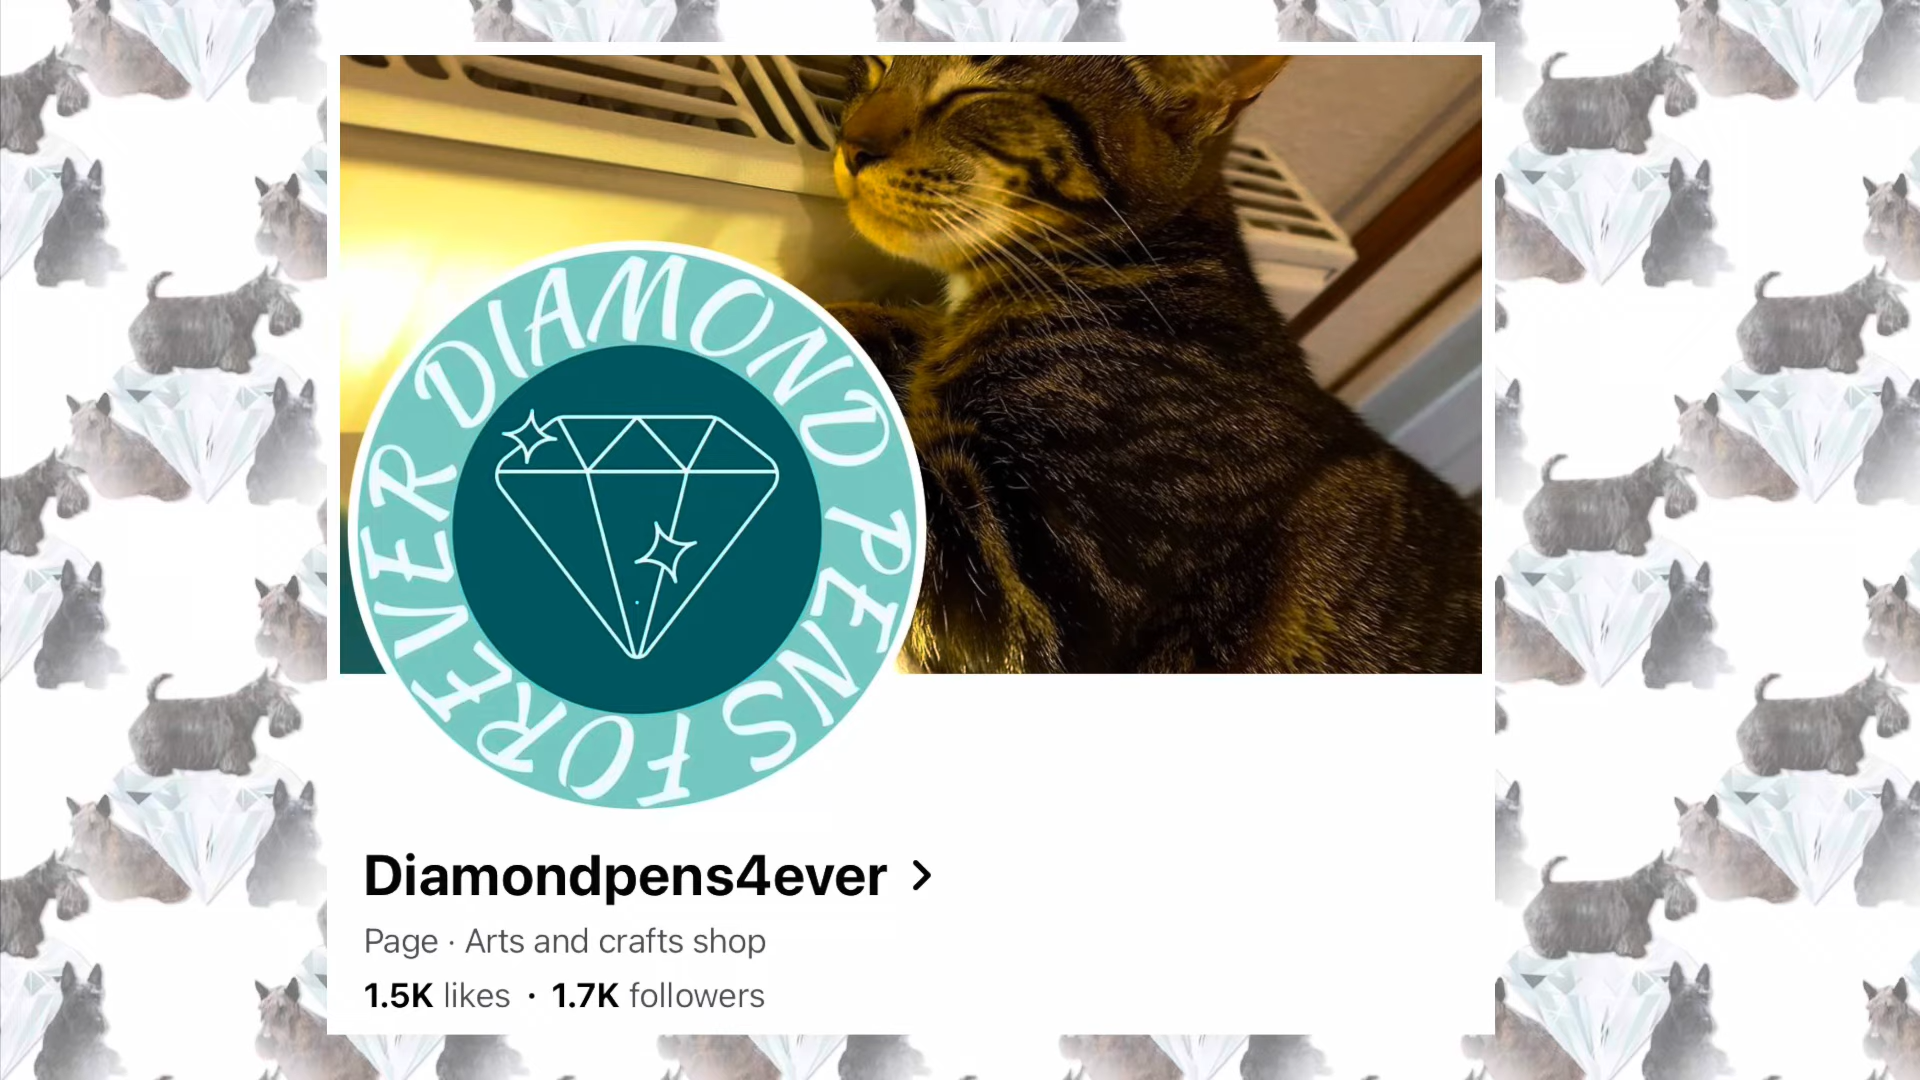 DIAMOND PENS FOREVER
Diamondpens4ever
Page · Arts and crafts shop
1.5K likes · 1.7K followers